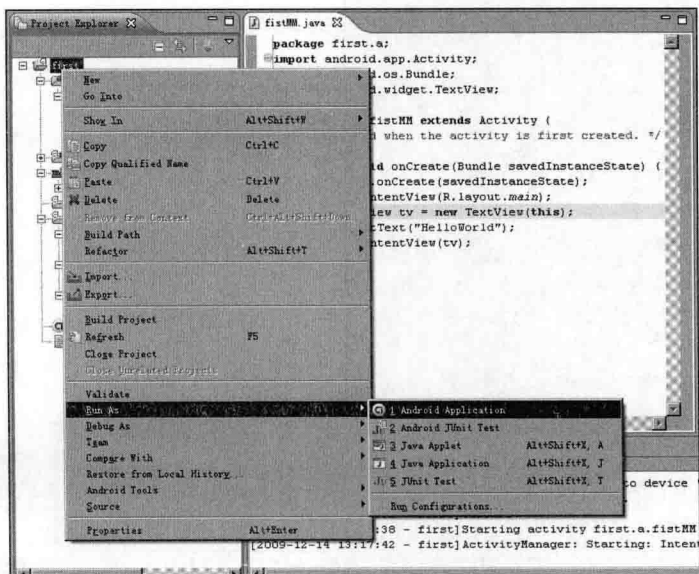 Project Explorer
first
New
Go Into
Show In Alt+Shift+W
Copy Ctrl+C
Copy Qualified Name
Paste Ctrl+V
Delete Delete
Remove from Context Ctrl+Alt+Shift+Down
Build Path
Refactor Alt+Shift+T
Import...
Export...
Build Project
Refresh F5
Close Project
Close Unrelated Projects
Validate
Run As
Debug As
Team
Compare With
Restore from Local History...
Android Tools
Source
Properties Alt+Enter
1 Android Application
2 Android JUnit Test
3 Java Applet Alt+Shift+X, A
4 Java Application Alt+Shift+X, J
5 JUnit Test Alt+Shift+X, T
Run Configurations...
fistMM.java
package first.a;
import android.app.Activity;
.os.Bundle;
d.widget.TextView;
fistMM extends Activity {
d when the activity is first created. */
id onCreate(Bundle savedInstanceState) {
.onCreate(savedInstanceState);
ntentView(R.layout.main);
iew tv = new TextView(this);
tText("HelloWorld");
ntentView(tv);
to device '
:38 - first]Starting activity first.a.fistMM
[2009-12-14 13:17:42 - first]ActivityManager: Starting: Intent